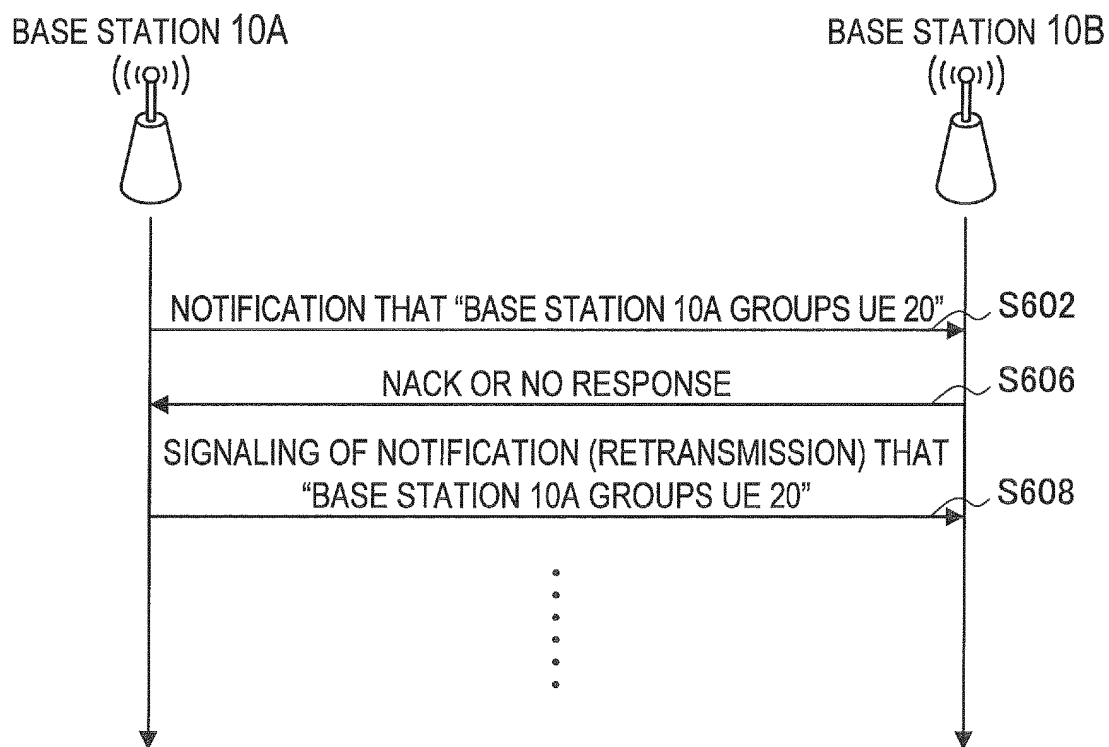 BASE STATION 10A
BASE STATION 10B
NOTIFICATION THAT “BASE STATION 10A GROUPS UE 20”
S602
NACK OR NO RESPONSE
S606
SIGNALING OF NOTIFICATION (RETRANSMISSION) THAT
“BASE STATION 10A GROUPS UE 20”
S608